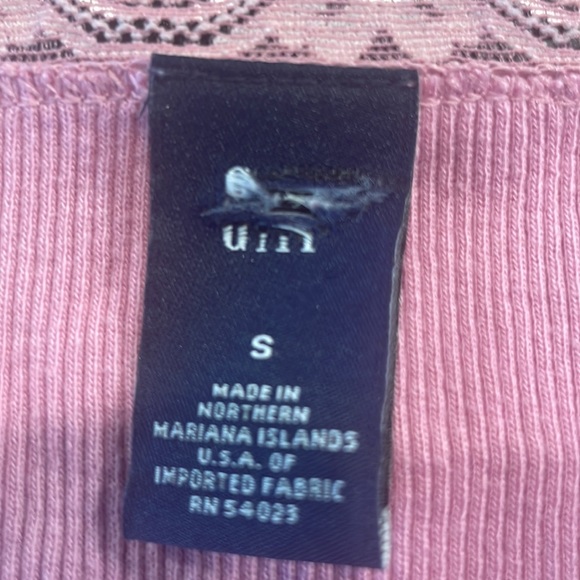 S
MADE IN
NORTHERN
MARIANA ISLANDS
U.S.A. OF
IMPORTED FABRIC
RN 54023